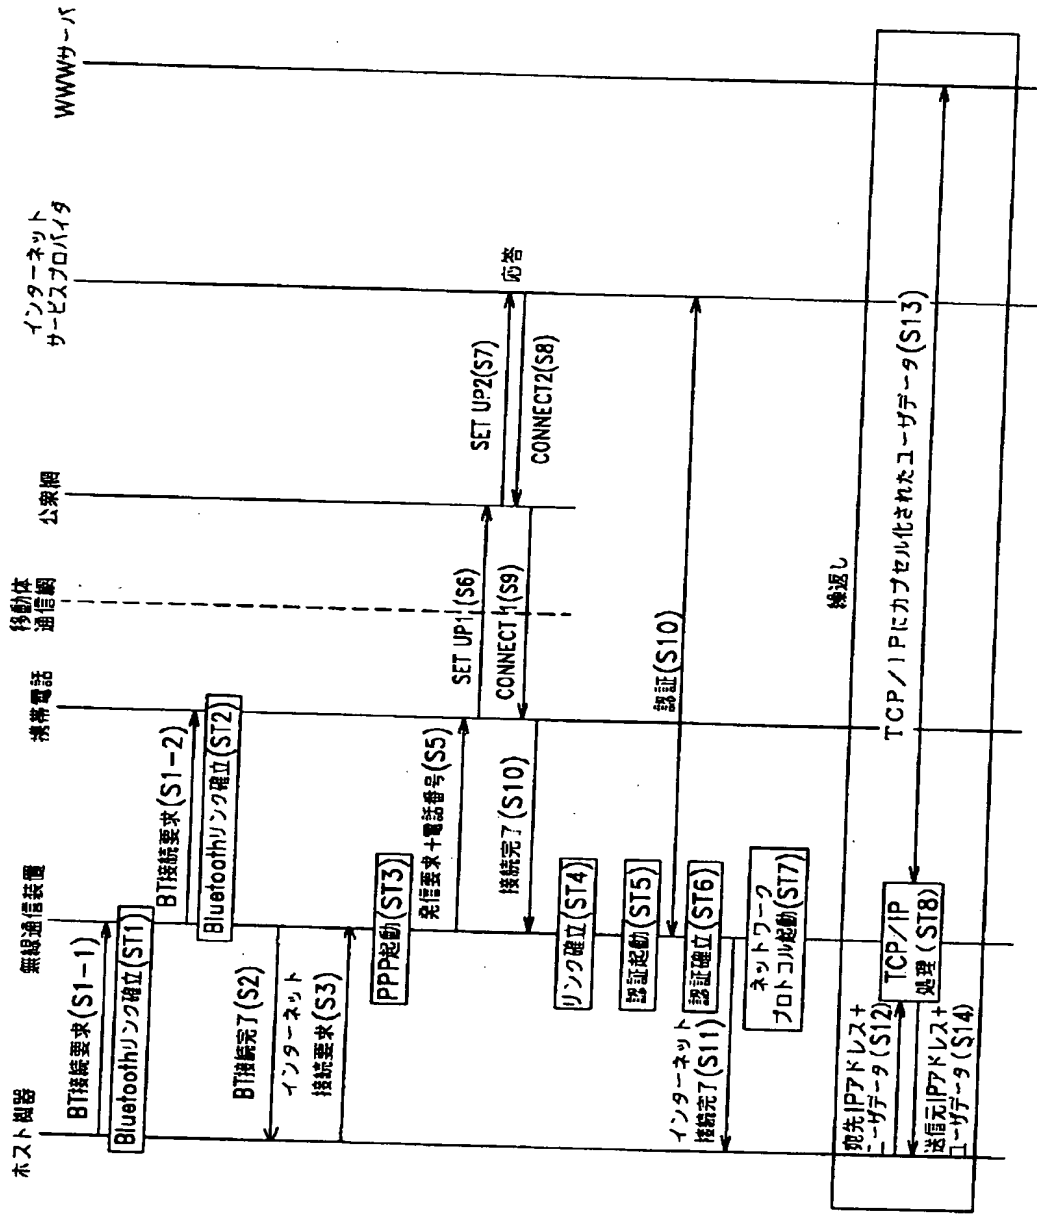 ホスト機器
無線通信装置
携帯電話
移動体
通信網
公衆網
インターネット
サービスプロバイダ
WWWサーバ
BT接続要求(S1-1)
Bluetoothリンク確立(ST1)
BT接続要求(S1-2)
Bluetoothリンク確立(ST2)
BT接続完了(S2)
インターネット
接続要求(S3)
PPP起動(ST3)
発信要求+電話番号(S5)
SET UP1(S6)
SET UP2(S7)
応答
CONNECT2(S8)
CONNECT1(S9)
接続完了(S10)
リンク確立(ST4)
認証起動(ST5)
認証(S10)
認証確立(ST6)
インターネット
接続完了(S11)
ネットワーク
プロトコル起動(ST7)
繰返し
宛先IPアドレス+
ユーザデータ(S12)
TCP/IP
処理(ST8)
TCP/IPにカプセル化されたユーザデータ(S13)
送信元IPアドレス+
ユーザデータ(S14)